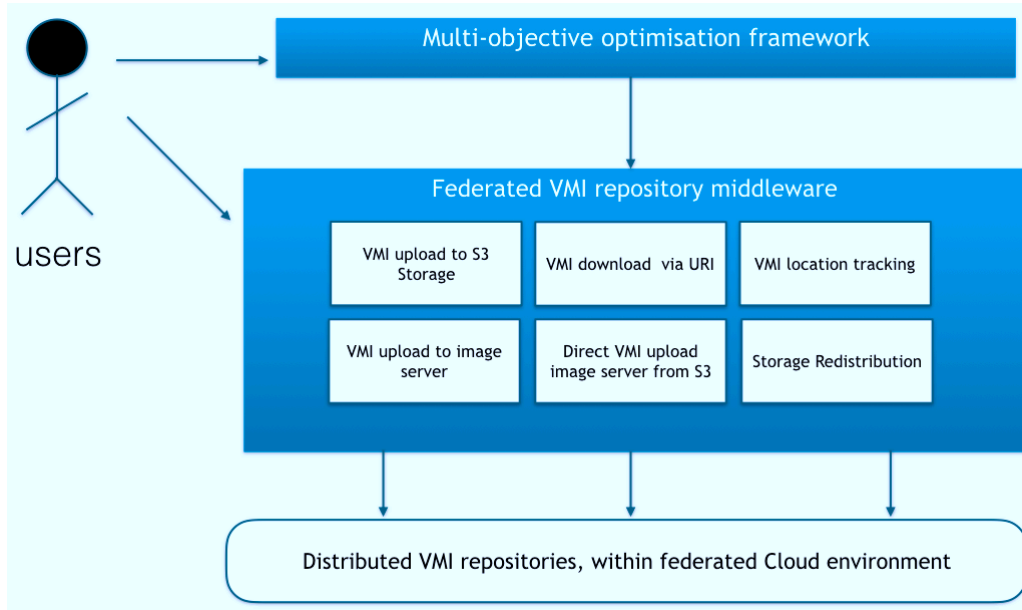 Multi-objective optimisation framework
users
Federated VMI repository middleware
VMI upload to S3
Storage
VMI download via URI
VMI location tracking
VMI upload to image
server
Direct VMI upload
image server from S3
Storage Redistribution
Distributed VMI repositories, within federated Cloud environment